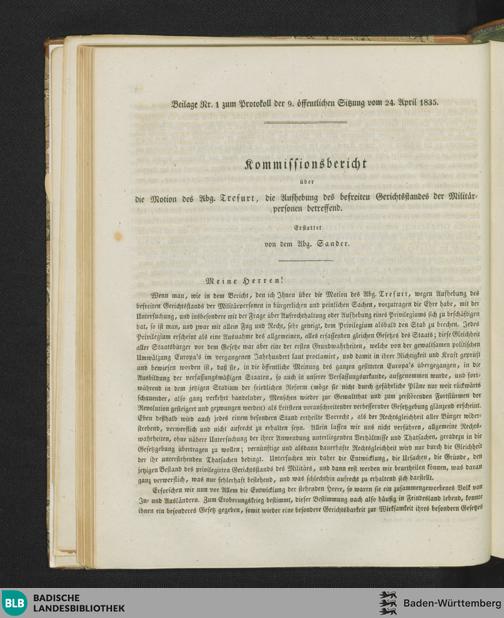 Beilage Nr. 1 zum Protokoll der 9. öffentlichen Sitzung vom 24. April 1835.
Kommissionsbericht
über
die Motion des Abg. Trefurt, die Aufhebung des befreiten Gerichtsstandes der Militär-
personen betreffend.
Erstattet
von dem Abg. Sander.
Meine Herren!
Wenn man, wie in dem Bericht, den ich Ihnen über die Motion des Abg. Trefurt, wegen Aufhebung des
befreiten Gerichtsstands der Militärpersonen in bürgerlichen und peinlichen Sachen, vorzutragen die Ehre habe, mit der
Untersuchung, und insbesondere mit der Frage über Aufrechthaltung oder Aufhebung eines Privilegiums sich zu beschäftigen
hat, so ist man, und zwar mit allem Fug und Recht, sehr geneigt, dem Privilegium alsbald den Stab zu brechen. Jedes
Privilegium erscheint als eine Ausnahme des allgemeinen, alles erfassenden gleichen Gesetzes des Staats; diese Gleichheit
aller Staatsbürger vor dem Gesetz war aber eine der ersten Grundwahrheiten, welche von der gewaltsamen politischen
Umwälzung Europa's im vergangenen Jahrhundert laut proclamirt, und damit in ihrer Richtigkeit und Kraft geprüft
und bewiesen worden ist, daß sie, in die öffentliche Meinung des ganzen gesitteten Europa's übergegangen, in die
Ausbildung der verfassungsmäßigen Staaten, so auch in unserer Verfassungsurkunde, aufgenommen wurde, und fort-
während in dem jetzigen Stadium der friedlichen Reform (möge sie nicht durch gefährliche Pläne nur weit rückwärts
schauender, also ganz verkehrt handelnder, Menschen wieder zur Gewaltthat und zum zerstörenden Fortstürmen der
Revolution gesteigert und gezwungen werden) als leitstern voranschreitender verbessernder Gesetzgebung glänzend erscheint.
Eben deßhalb wird auch jedes einem besondern Stand ertheilte Vorrecht, als der Rechtsgleichheit aller Bürger wider-
strebend, verwerflich und nicht aufrecht zu erhalten seyn. Allein lassen wir uns nicht verführen, allgemeine Rechts-
wahrheiten, ohne nähere Untersuchung der ihrer Anwendung unterliegenden Verhältnisse und Thatsachen, geradezu in die
Gesetzgebung übertragen zu wollen; vernünftige und alsdann dauerhafte Rechtsgleichheit wird nur durch die Gleichheit
der ihr unterstehenden Thatsachen bedingt. Untersuchen wir daher die Entwicklung, die Ursachen, die Gründe, den
jetzigen Bestand des privilegirten Gerichtsstands des Militärs, und dann erst werden wir beurtheilen können, was daran
ganz verwerflich, was nur fehlerhaft bestehend, und was schlechthin aufrecht zu erhaltend sich darstellt.
Erforschen wir nun vor Allem die Entwicklung der stehenden Heere, so waren sie ein zusammengeworbenes Volk von
In- und Ausländern. Zum Eroberungskrieg bestimmt, dieser Bestimmung nach also häufig in Feindesland lebend, konnte
ihnen ein besonderes Gesetz gegeben, somit wieder eine besondere Gerichtsbarkeit zur Wirksamkeit ihres besondern Gesetzes
BLB
BADISCHE
LANDESBIBLIOTHEK
Baden-Württemberg